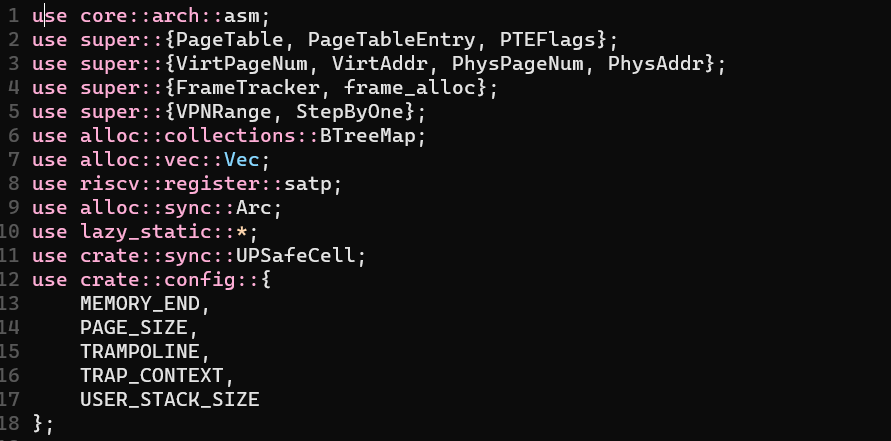 1 use core::arch::asm;
2 use super::{PageTable, PageTableEntry, PTEFlags};
3 use super::{VirtPageNum, VirtAddr, PhysPageNum, PhysAddr};
4 use super::{FrameTracker, frame_alloc};
5 use super::{VPNRange, StepByOne};
6 use alloc::collections::BTreeMap;
7 use alloc::vec::Vec;
8 use riscv::register::satp;
9 use alloc::sync::Arc;
10 use lazy_static::*;
11 use crate::sync::UPSafeCell;
12 use crate::config::{
13     MEMORY_END,
14     PAGE_SIZE,
15     TRAMPOLINE,
16     TRAP_CONTEXT,
17     USER_STACK_SIZE
18 };